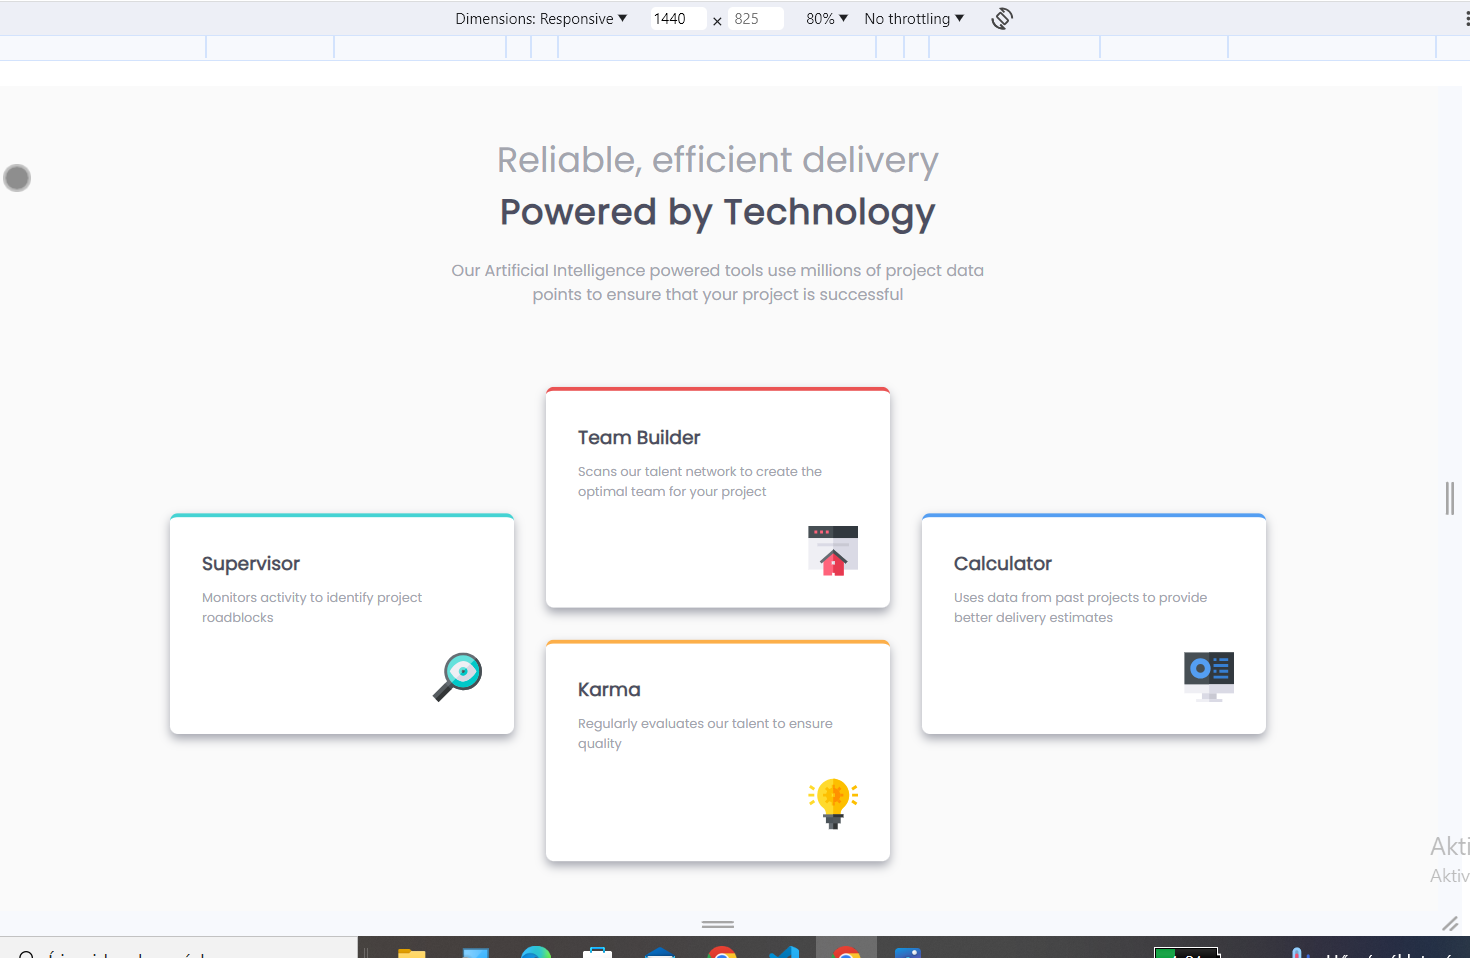 Dimensions: Responsive
1440 × 825
80%
No throttling
Reliable, efficient delivery
Powered by Technology
Our Artificial Intelligence powered tools use millions of project data
points to ensure that your project is successful
Team Builder
Scans our talent network to create the
optimal team for your project
Supervisor
Monitors activity to identify project
roadblocks
Calculator
Uses data from past projects to provide
better delivery estimates
Karma
Regularly evaluates our talent to ensure
quality
Akti
Aktiv